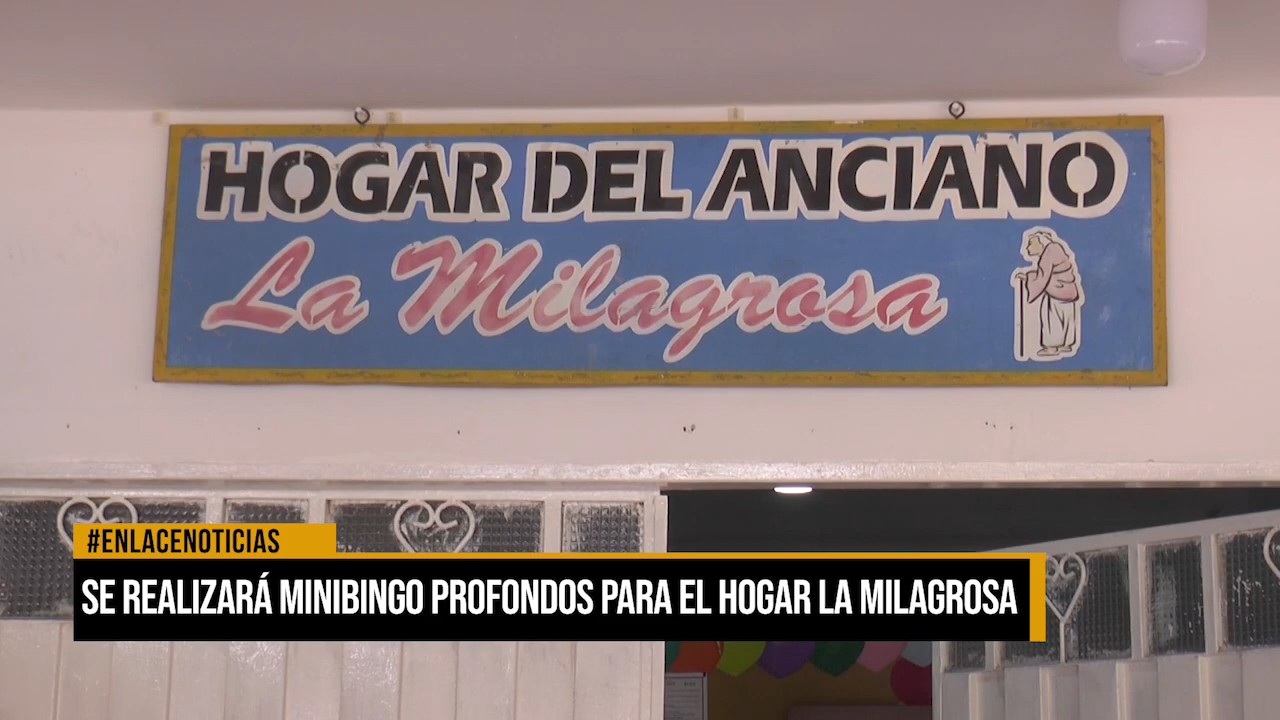 HOGAR DEL ANCIANO
La Milagrosa
#ENLACENOTICIAS
SE REALIZARÁ MINIBINGO PROFONDOS PARA EL HOGAR LA MILAGROSA